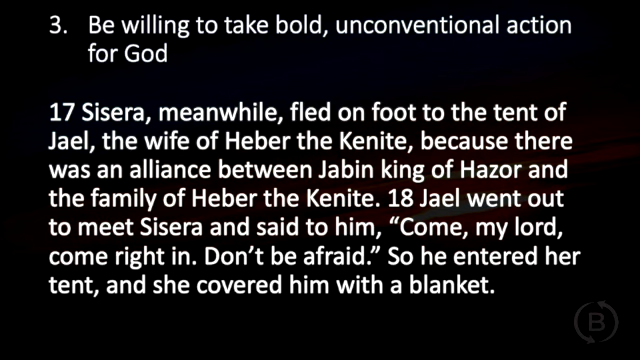 3. Be willing to take bold, unconventional action
for God
17 Sisera, meanwhile, fled on foot to the tent of
Jael, the wife of Heber the Kenite, because there
was an alliance between Jabin king of Hazor and
the family of Heber the Kenite. 18 Jael went out
to meet Sisera and said to him, “Come, my lord,
come right in. Don’t be afraid.” So he entered her
tent, and she covered him with a blanket.
B